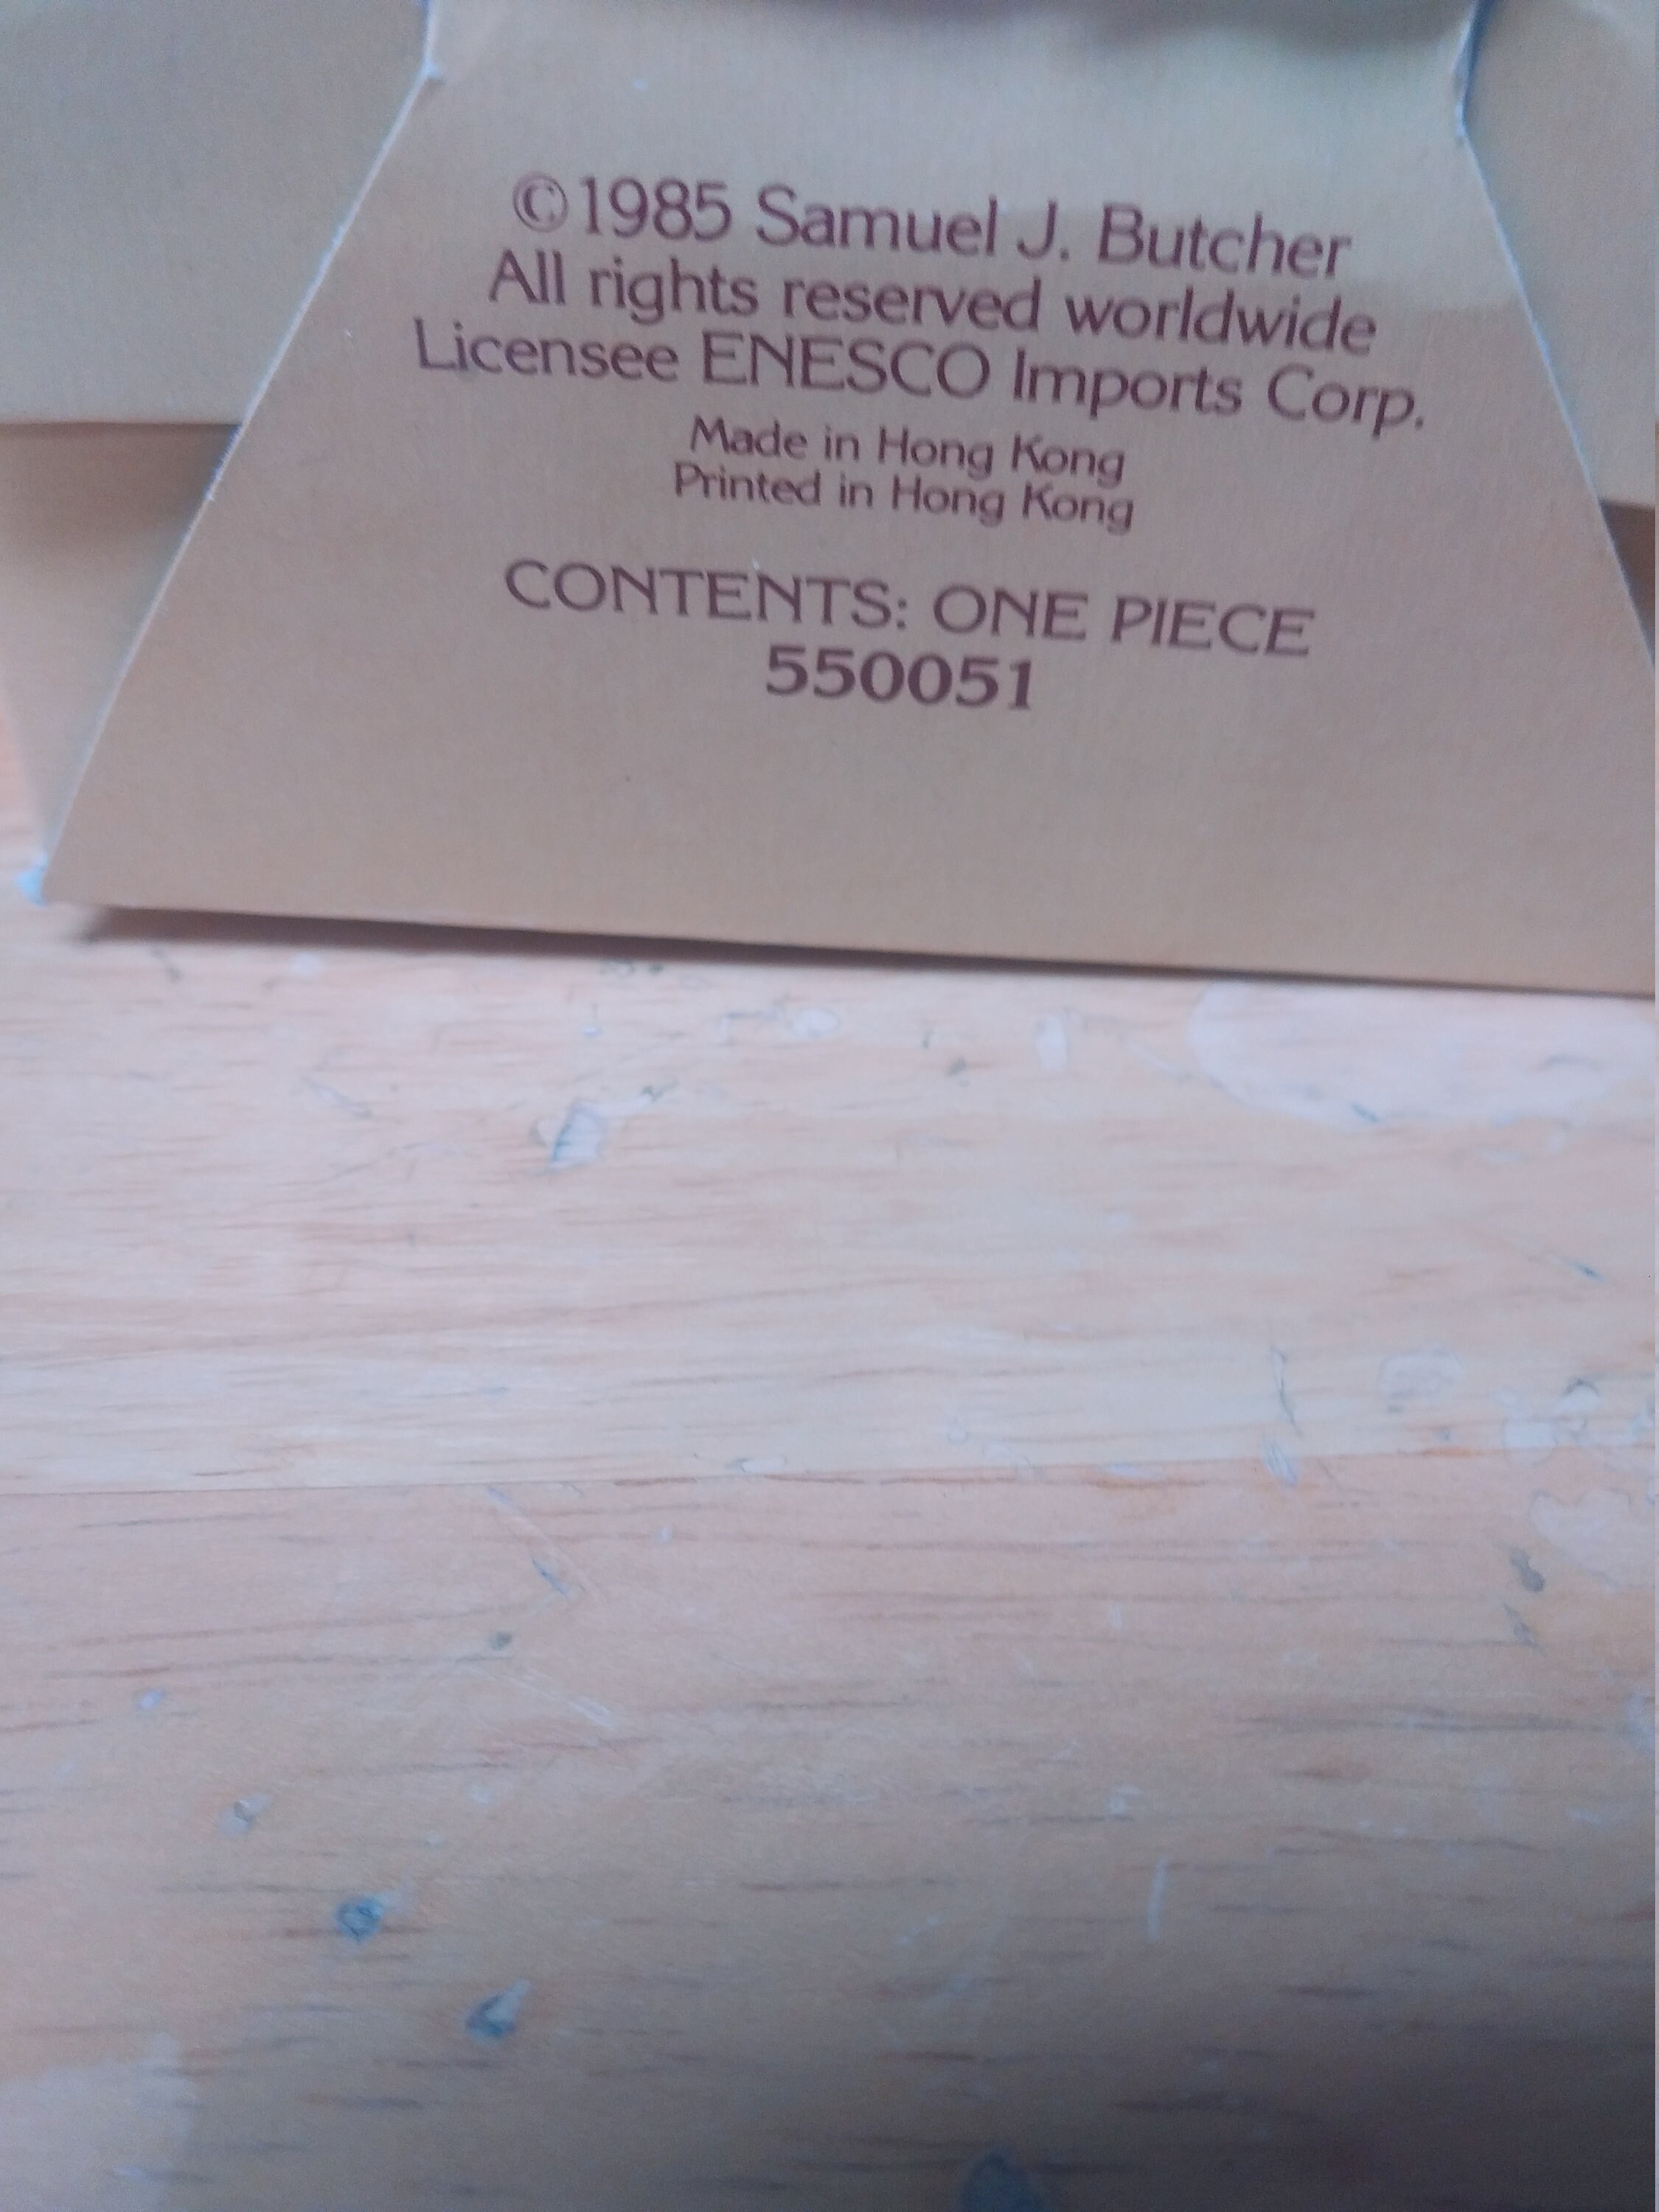 ©1985 Samuel J. Butcher
All rights reserved worldwide
Licensee ENESCO Imports Corp.
Made in Hong Kong
Printed in Hong Kong
CONTENTS: ONE PIECE
550051